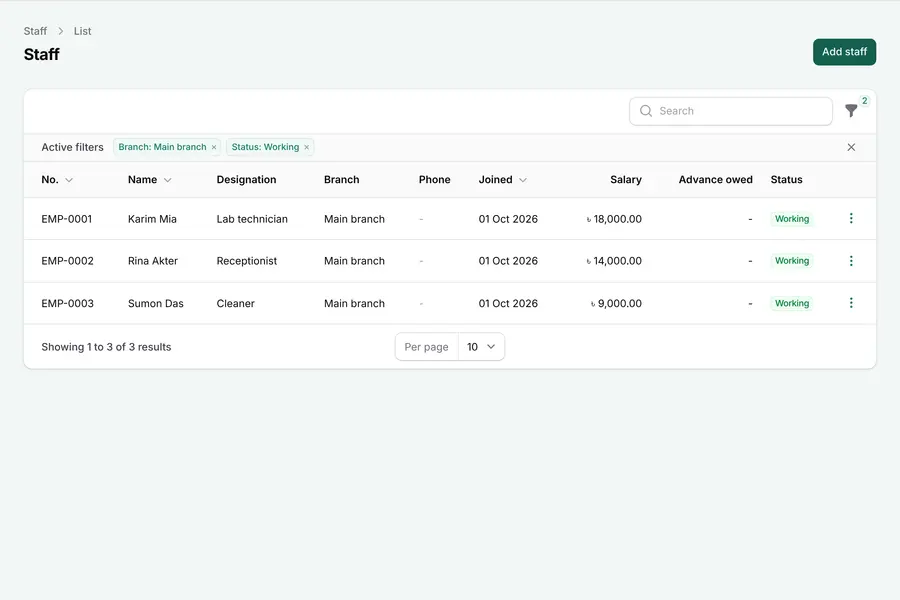 Staff > List
Staff
Add staff
Search
2
Active filters Branch: Main branch × Status: Working ×
No. Name Designation Branch Phone Joined Salary Advance owed Status
EMP-0001 Karim Mia Lab technician Main branch - 01 Oct 2026 ৳ 18,000.00 - Working
EMP-0002 Rina Akter Receptionist Main branch - 01 Oct 2026 ৳ 14,000.00 - Working
EMP-0003 Sumon Das Cleaner Main branch - 01 Oct 2026 ৳ 9,000.00 - Working
Showing 1 to 3 of 3 results Per page 10